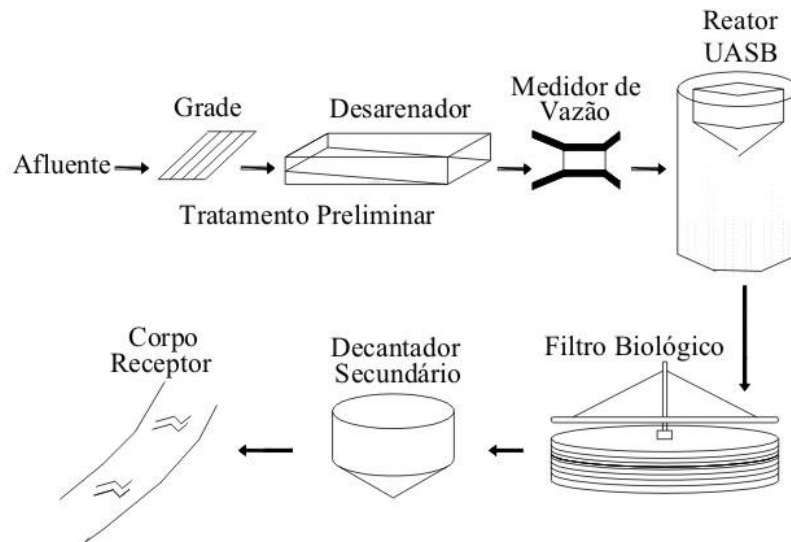 Reator
UASB
Medidor de
Vazão
Grade
Desarenador
Afluente
Tratamento Preliminar
Filtro Biológico
Decantador
Secundário
Corpo
Receptor